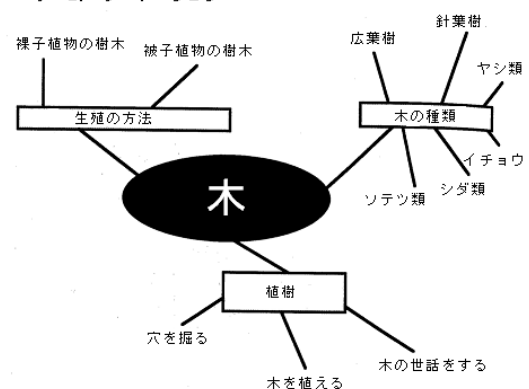 裸子植物の樹木
被子植物の樹木
生殖の方法
広葉樹
針葉樹
ヤシ類
木の種類
イチョウ
シダ類
ソテツ類
木
植樹
穴を掘る
木を植える
木の世話をする